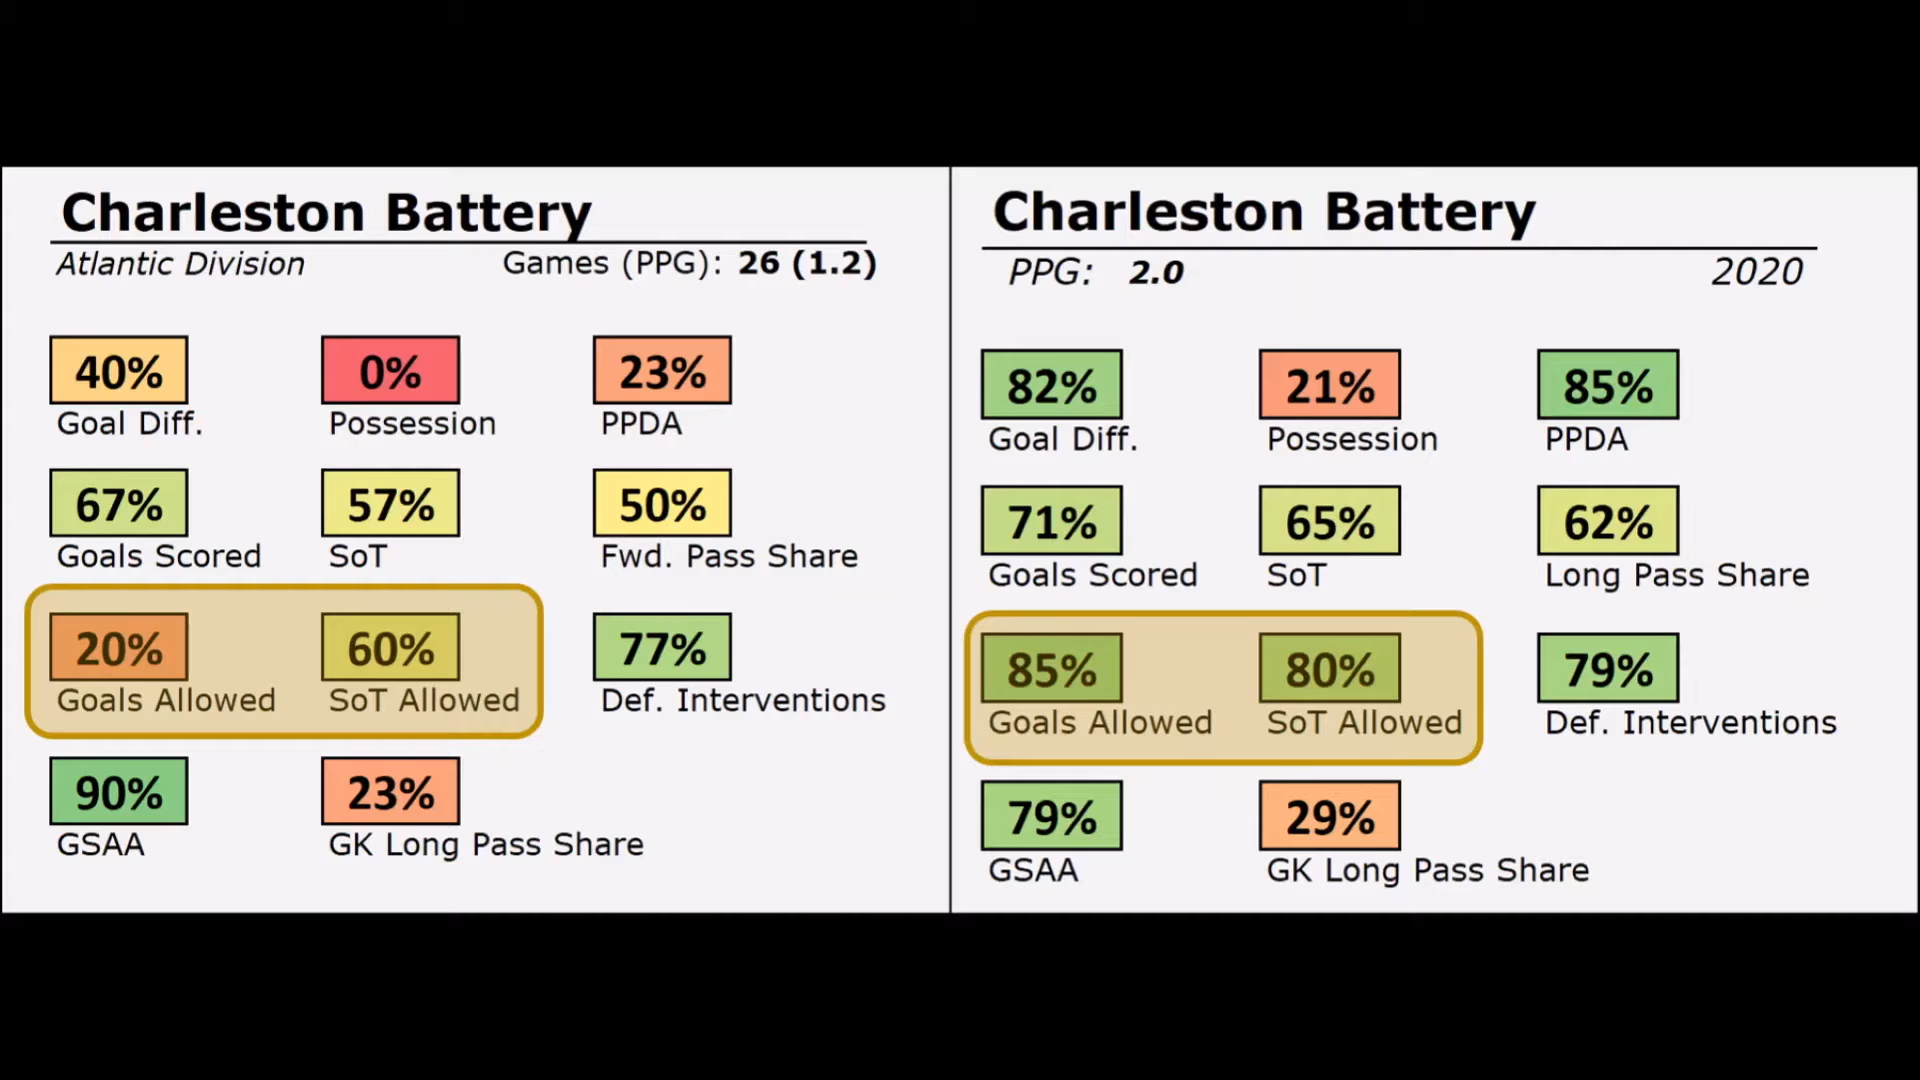 Charleston Battery
Atlantic Division Games (PPG): 26 (1.2)
40% 0% 23%
Goal Diff. Possession PPDA
67% 57% 50%
Goals Scored SoT Fwd. Pass Share
20% 60% 77%
Goals Allowed SoT Allowed Def. Interventions
90% 23%
GSAA GK Long Pass Share
Charleston Battery
PPG: 2.0 2020
82% 21% 85%
Goal Diff. Possession PPDA
71% 65% 62%
Goals Scored SoT Long Pass Share
85% 80% 79%
Goals Allowed SoT Allowed Def. Interventions
79% 29%
GSAA GK Long Pass Share